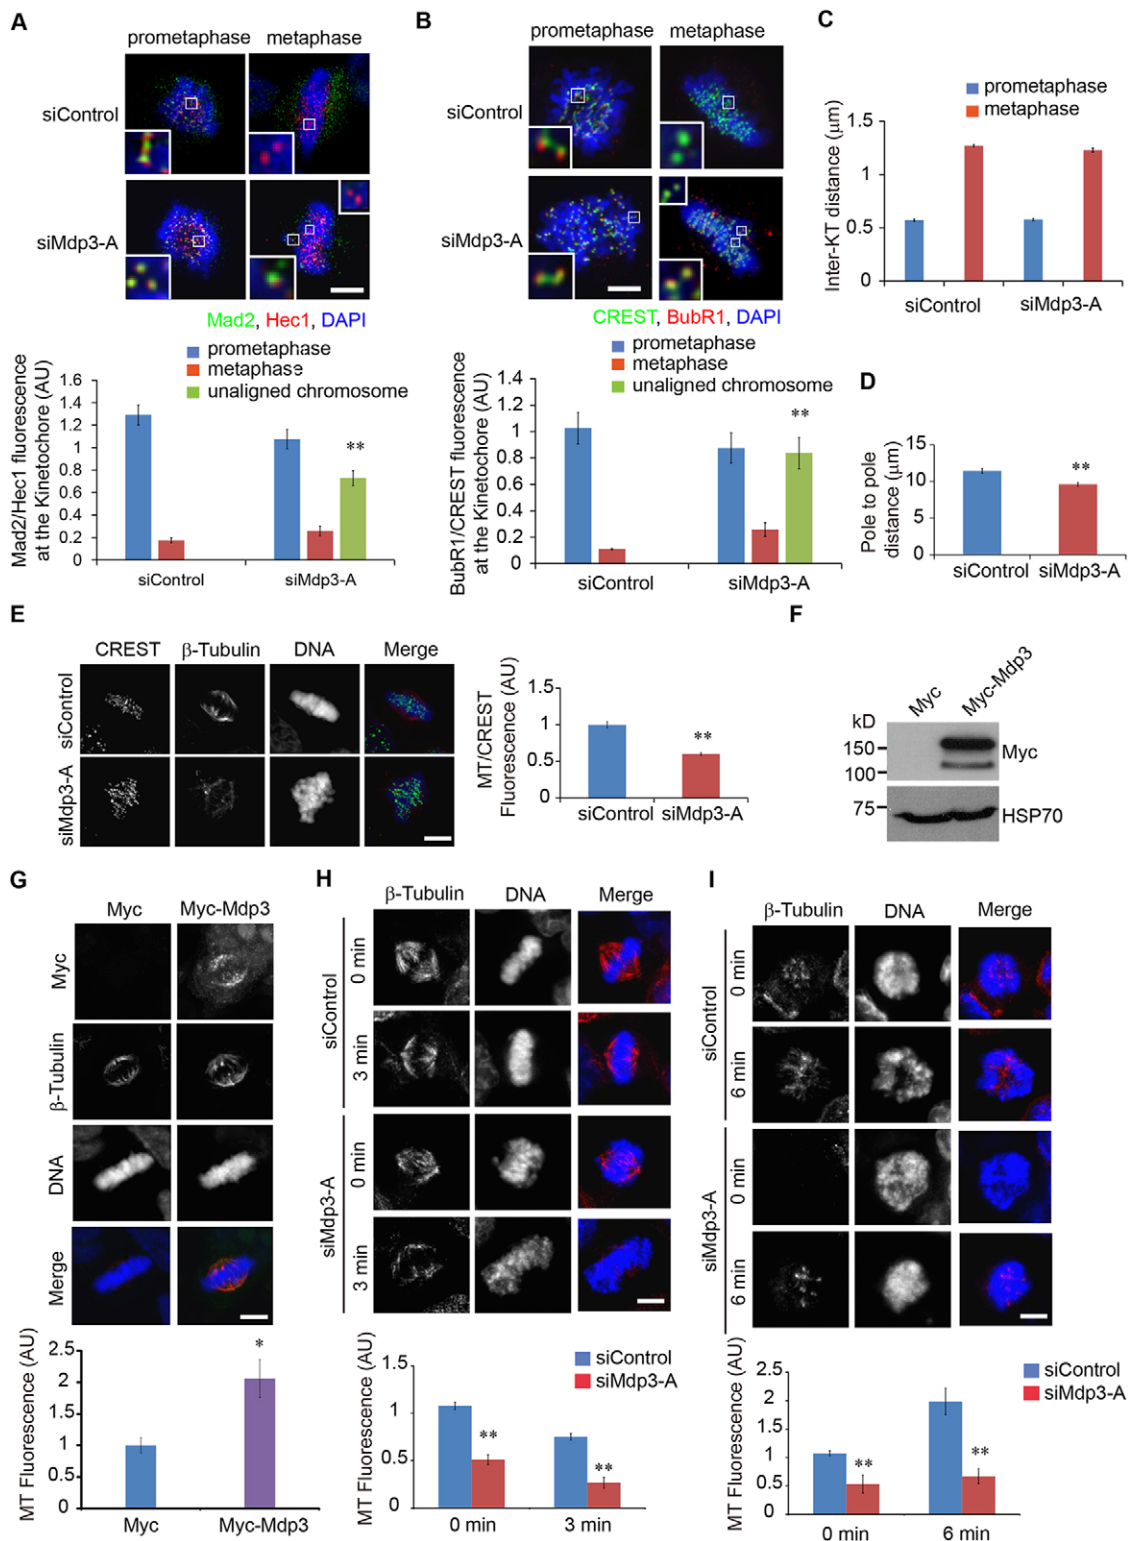 A
prometaphase metaphase
siControl
siMdp3-A
Mad2, Hec1, DAPI
prometaphase
metaphase
unaligned chromosome
Mad2/Hec1 fluorescence
at the Kinetochore (AU)
1.6
1.4
1.2
1
0.8
0.6
0.4
0.2
0
**
siControl
siMdp3-A
B
prometaphase metaphase
siControl
siMdp3-A
CREST, BubR1, DAPI
prometaphase
metaphase
unaligned chromosome
BubR1/CREST fluorescence
at the Kinetochore (AU)
1.4
1.2
1
0.8
0.6
0.4
0.2
0
**
siControl
siMdp3-A
C
prometaphase
metaphase
Inter-KT distance (μm)
1.5
1
0.5
0
siControl
siMdp3-A
D
Pole to pole
distance (μm)
15
10
5
0
**
siControl siMdp3-A
E
CREST β-Tubulin DNA Merge
siControl
siMdp3-A
MT/CREST
Fluorescence (AU)
1.5
1
0.5
0
**
siControl siMdp3-A
F
Myc
Myc-Mdp3
kD
150
100
75
Myc
HSP70
G
Myc Myc-Mdp3
Myc
β-Tubulin
DNA
Merge
MT Fluorescence (AU)
2.5
2
1.5
1
0.5
0
*
Myc
Myc-Mdp3
H
β-Tubulin DNA Merge
siControl
0 min
3 min
siMdp3-A
0 min
3 min
siControl
siMdp3-A
MT Fluorescence (AU)
1.5
1
0.5
0
**
**
0 min
3 min
I
β-Tubulin DNA Merge
siControl
0 min
6 min
siMdp3-A
0 min
6 min
siControl
siMdp3-A
MT Fluorescence (AU)
2.5
2
1.5
1
0.5
0
**
**
0 min
6 min